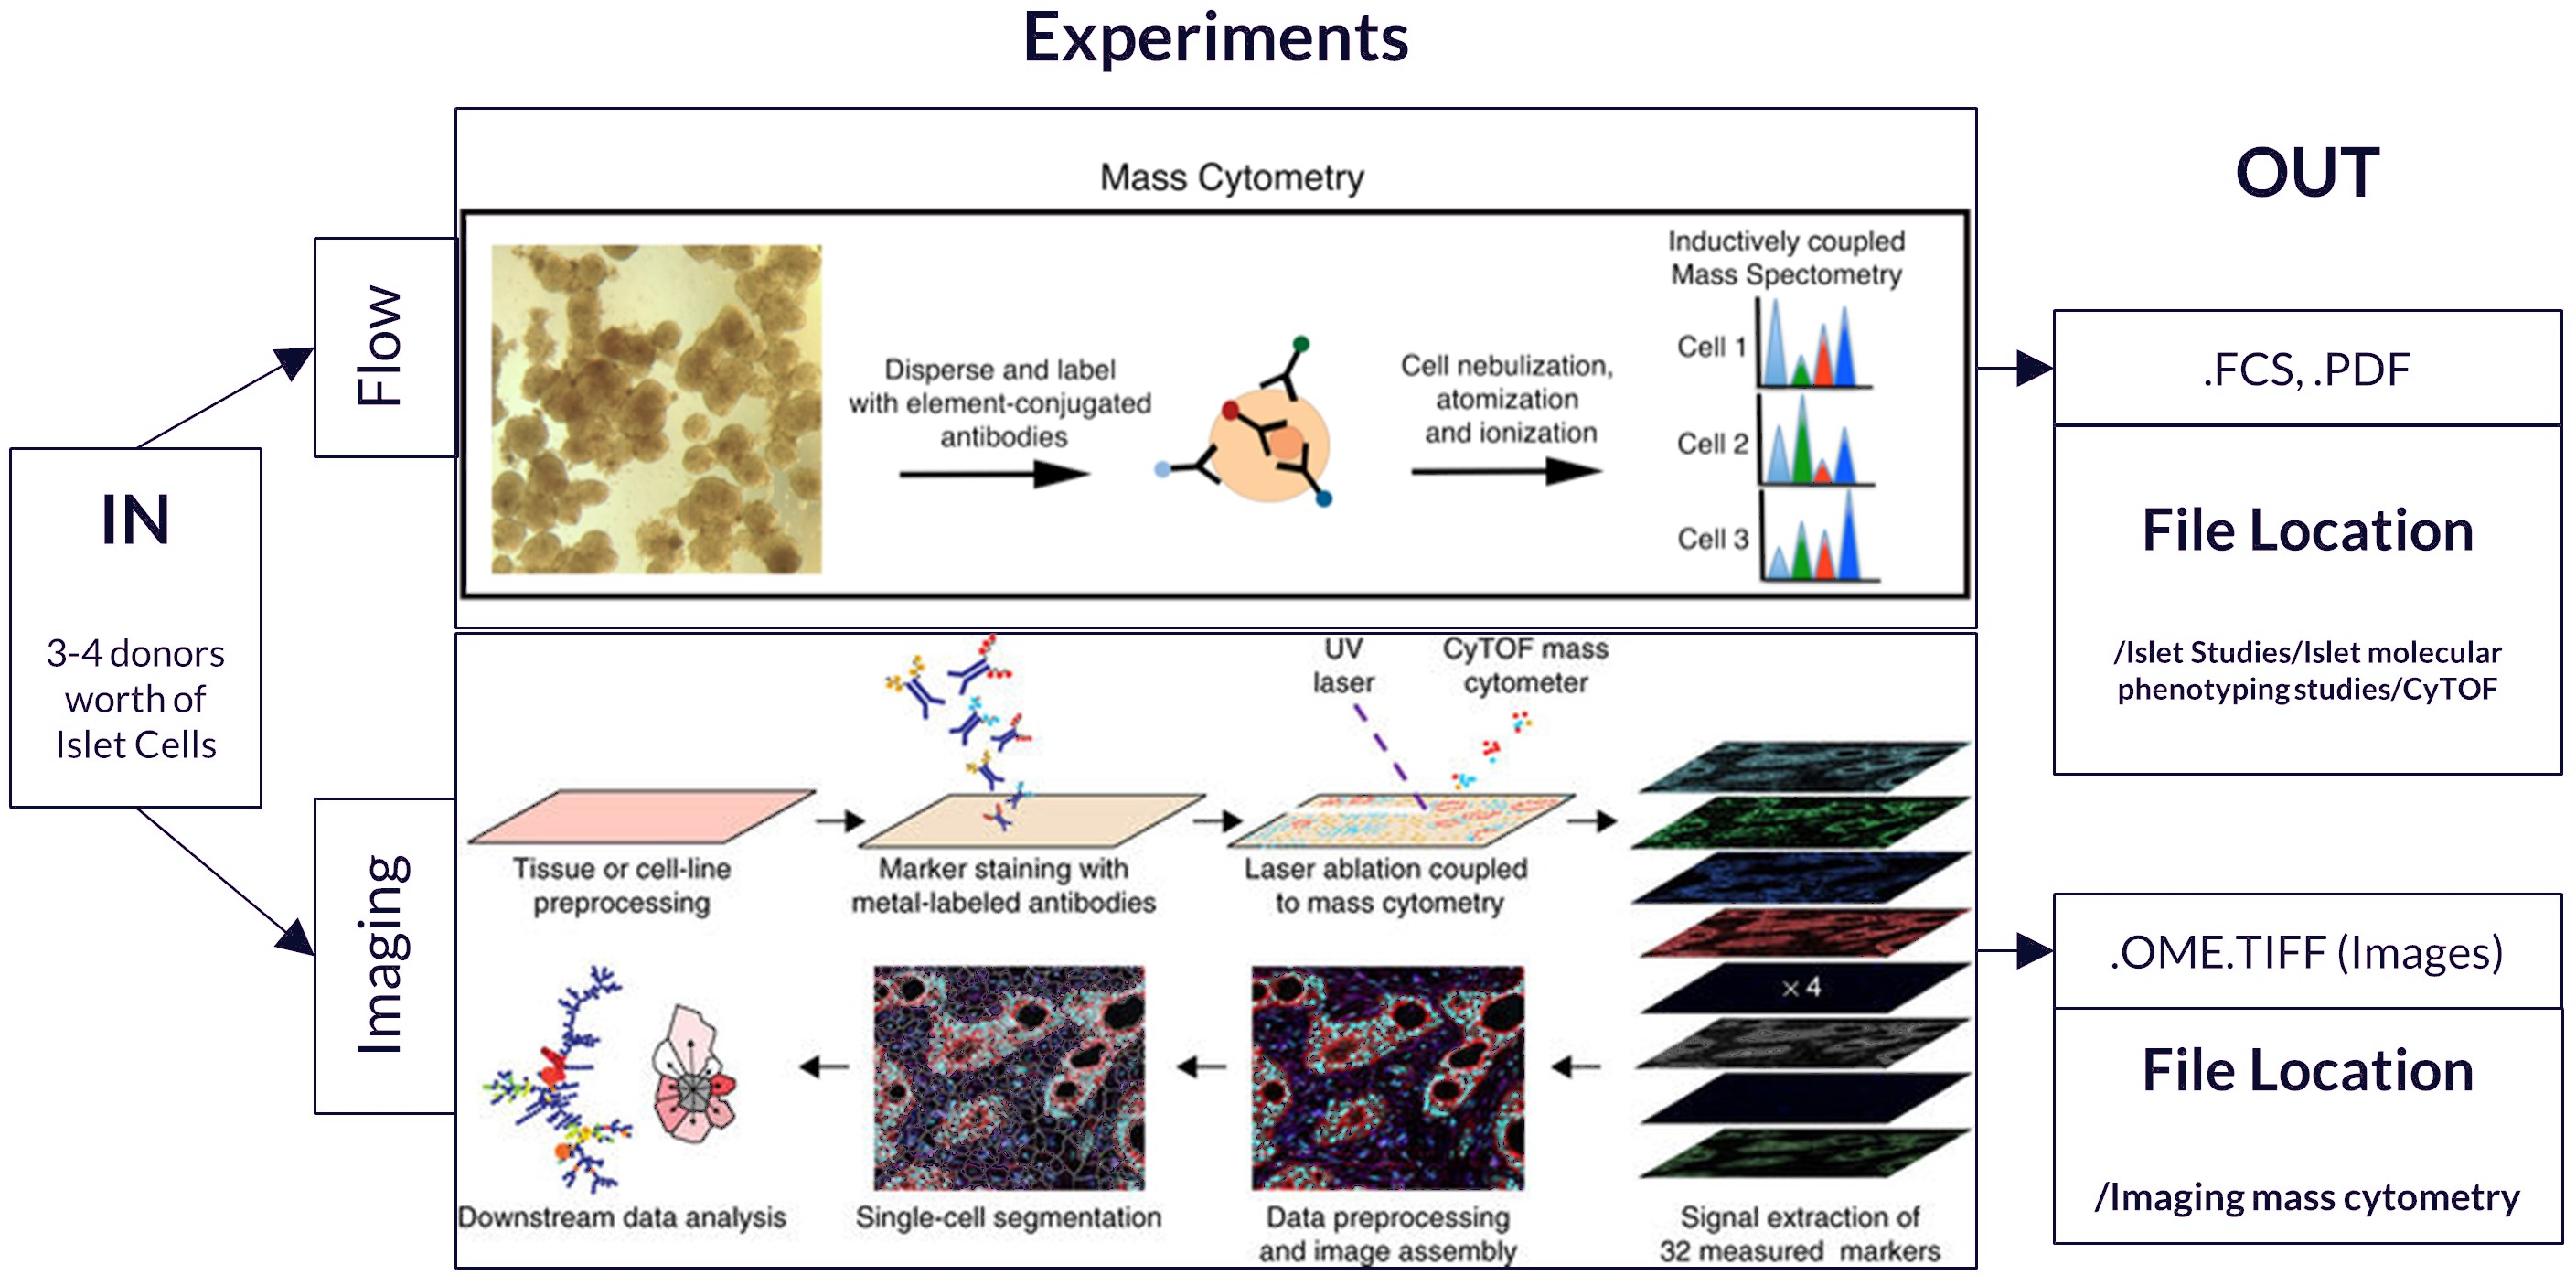 Experiments
OUT
IN
3-4 donors
worth of
Islet Cells
Flow
Mass Cytometry
Disperse and label
with element-conjugated
antibodies
Cell nebulization,
atomization
and ionization
Inductively coupled
Mass Spectometry
Cell 1
Cell 2
Cell 3
.FCS, .PDF
File Location
/Islet Studies/Islet molecular
phenotyping studies/CyTOF
Imaging
UV
laser
CyTOF mass
cytometer
Tissue or cell-line
preprocessing
Marker staining with
metal-labeled antibodies
Laser ablation coupled
to mass cytometry
× 4
Downstream data analysis
Single-cell segmentation
Data preprocessing
and image assembly
Signal extraction of
32 measured markers
.OME.TIFF (Images)
File Location
/Imaging mass cytometry